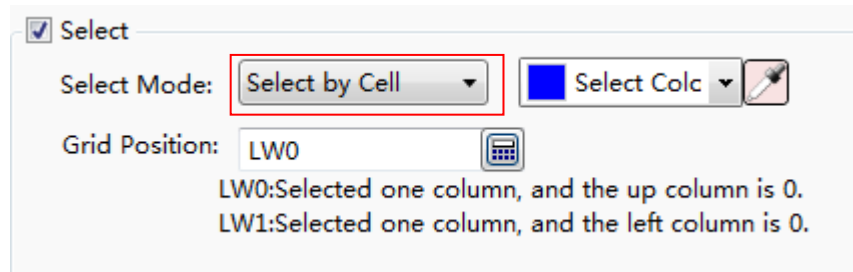 Select
Select Mode: Select by Cell Select Colc
Grid Position: LW0
LW0:Selected one column, and the up column is 0.
LW1:Selected one column, and the left column is 0.